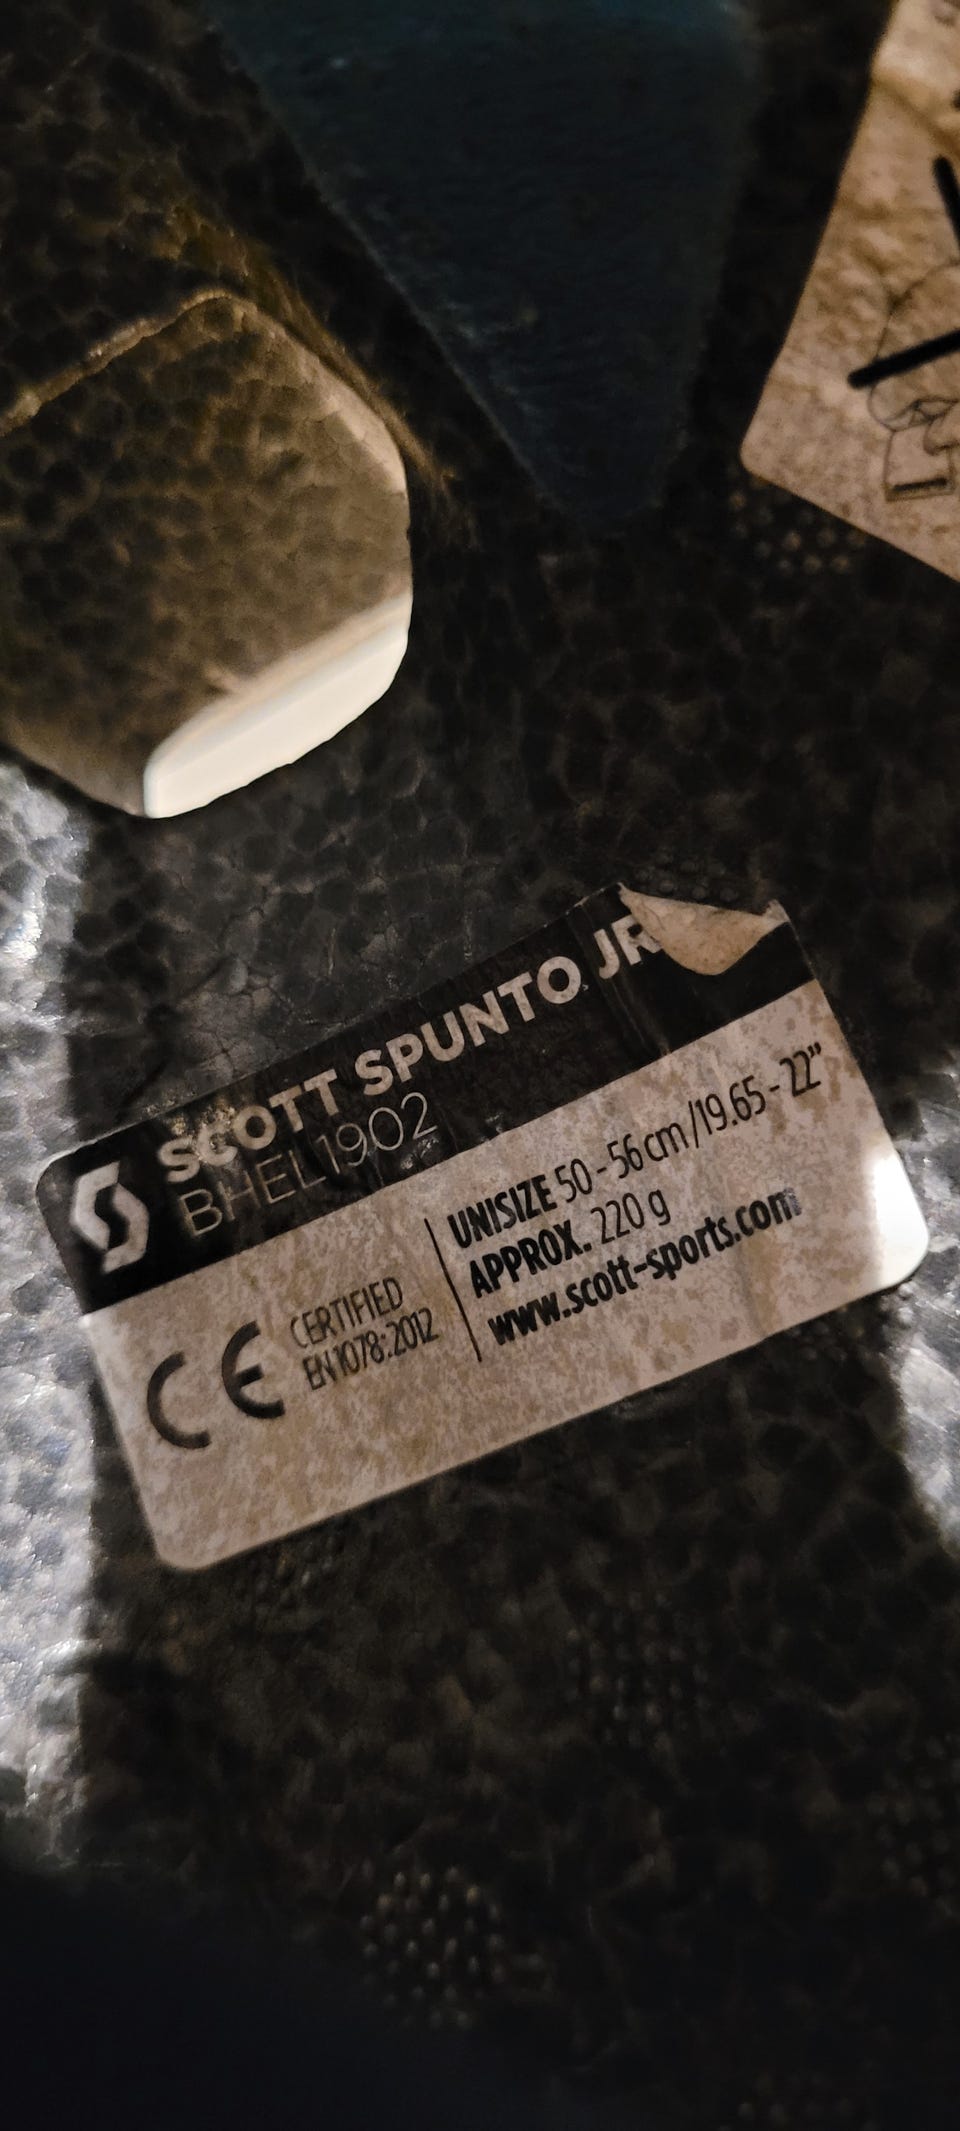 SCOTT SPUNTO JR
BHEL1902
CE
CERTIFIED
EN1078:2012
UNISIZE 50 - 56 cm / 19.65 - 22”
APPROX. 220 g
www.scott-sports.com